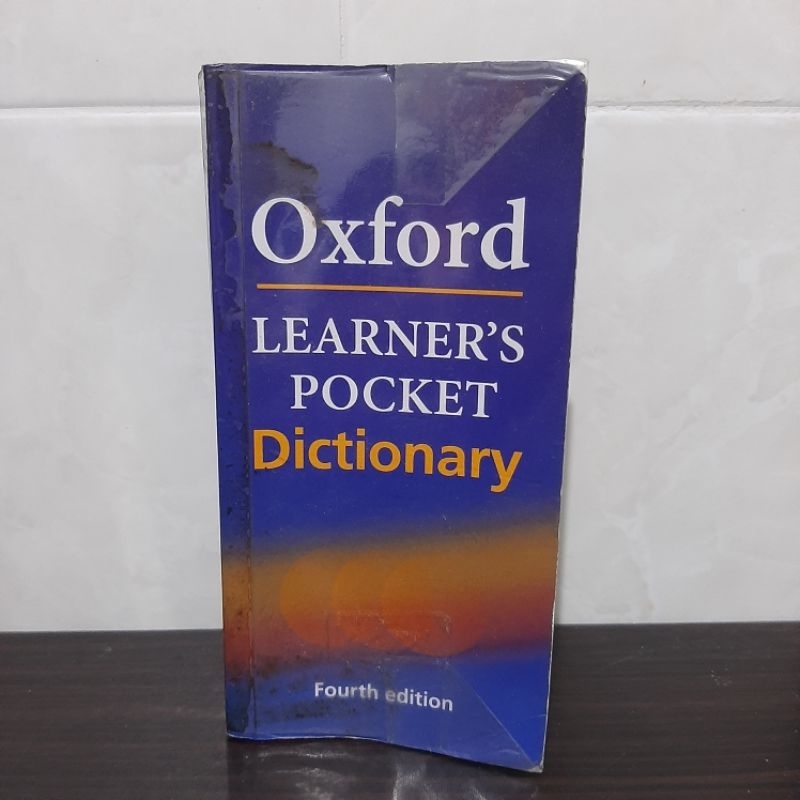 Oxford
LEARNER'S
POCKET
Dictionary
Fourth edition